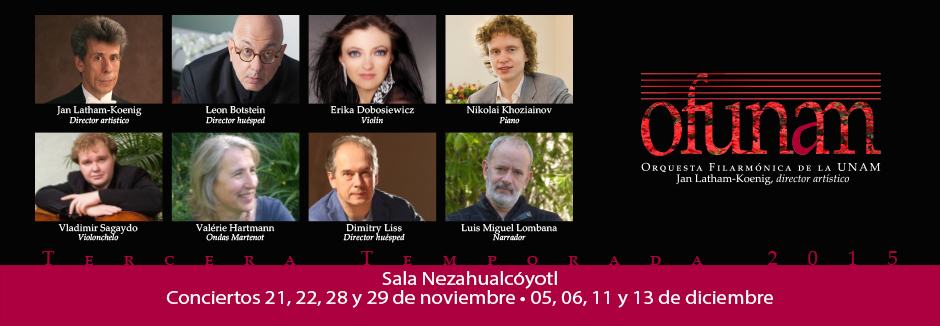 Jan Latham-Koenig
Director artístico
Leon Botstein
Director huésped
Erika Dobosiewicz
Violín
Nikolai Khoziainov
Piano
Vladimir Sagaydo
Violonchelo
Valérie Hartmann
Ondas Martenot
Dimitry Liss
Director huésped
Luis Miguel Lombana
Narrador
ofunam
Orquesta Filarmónica de la UNAM
Jan Latham-Koenig, director artístico
Tercera Temporada 2015
Sala Nezahualcóyotl
Conciertos 21, 22, 28 y 29 de noviembre • 05, 06, 11 y 13 de diciembre